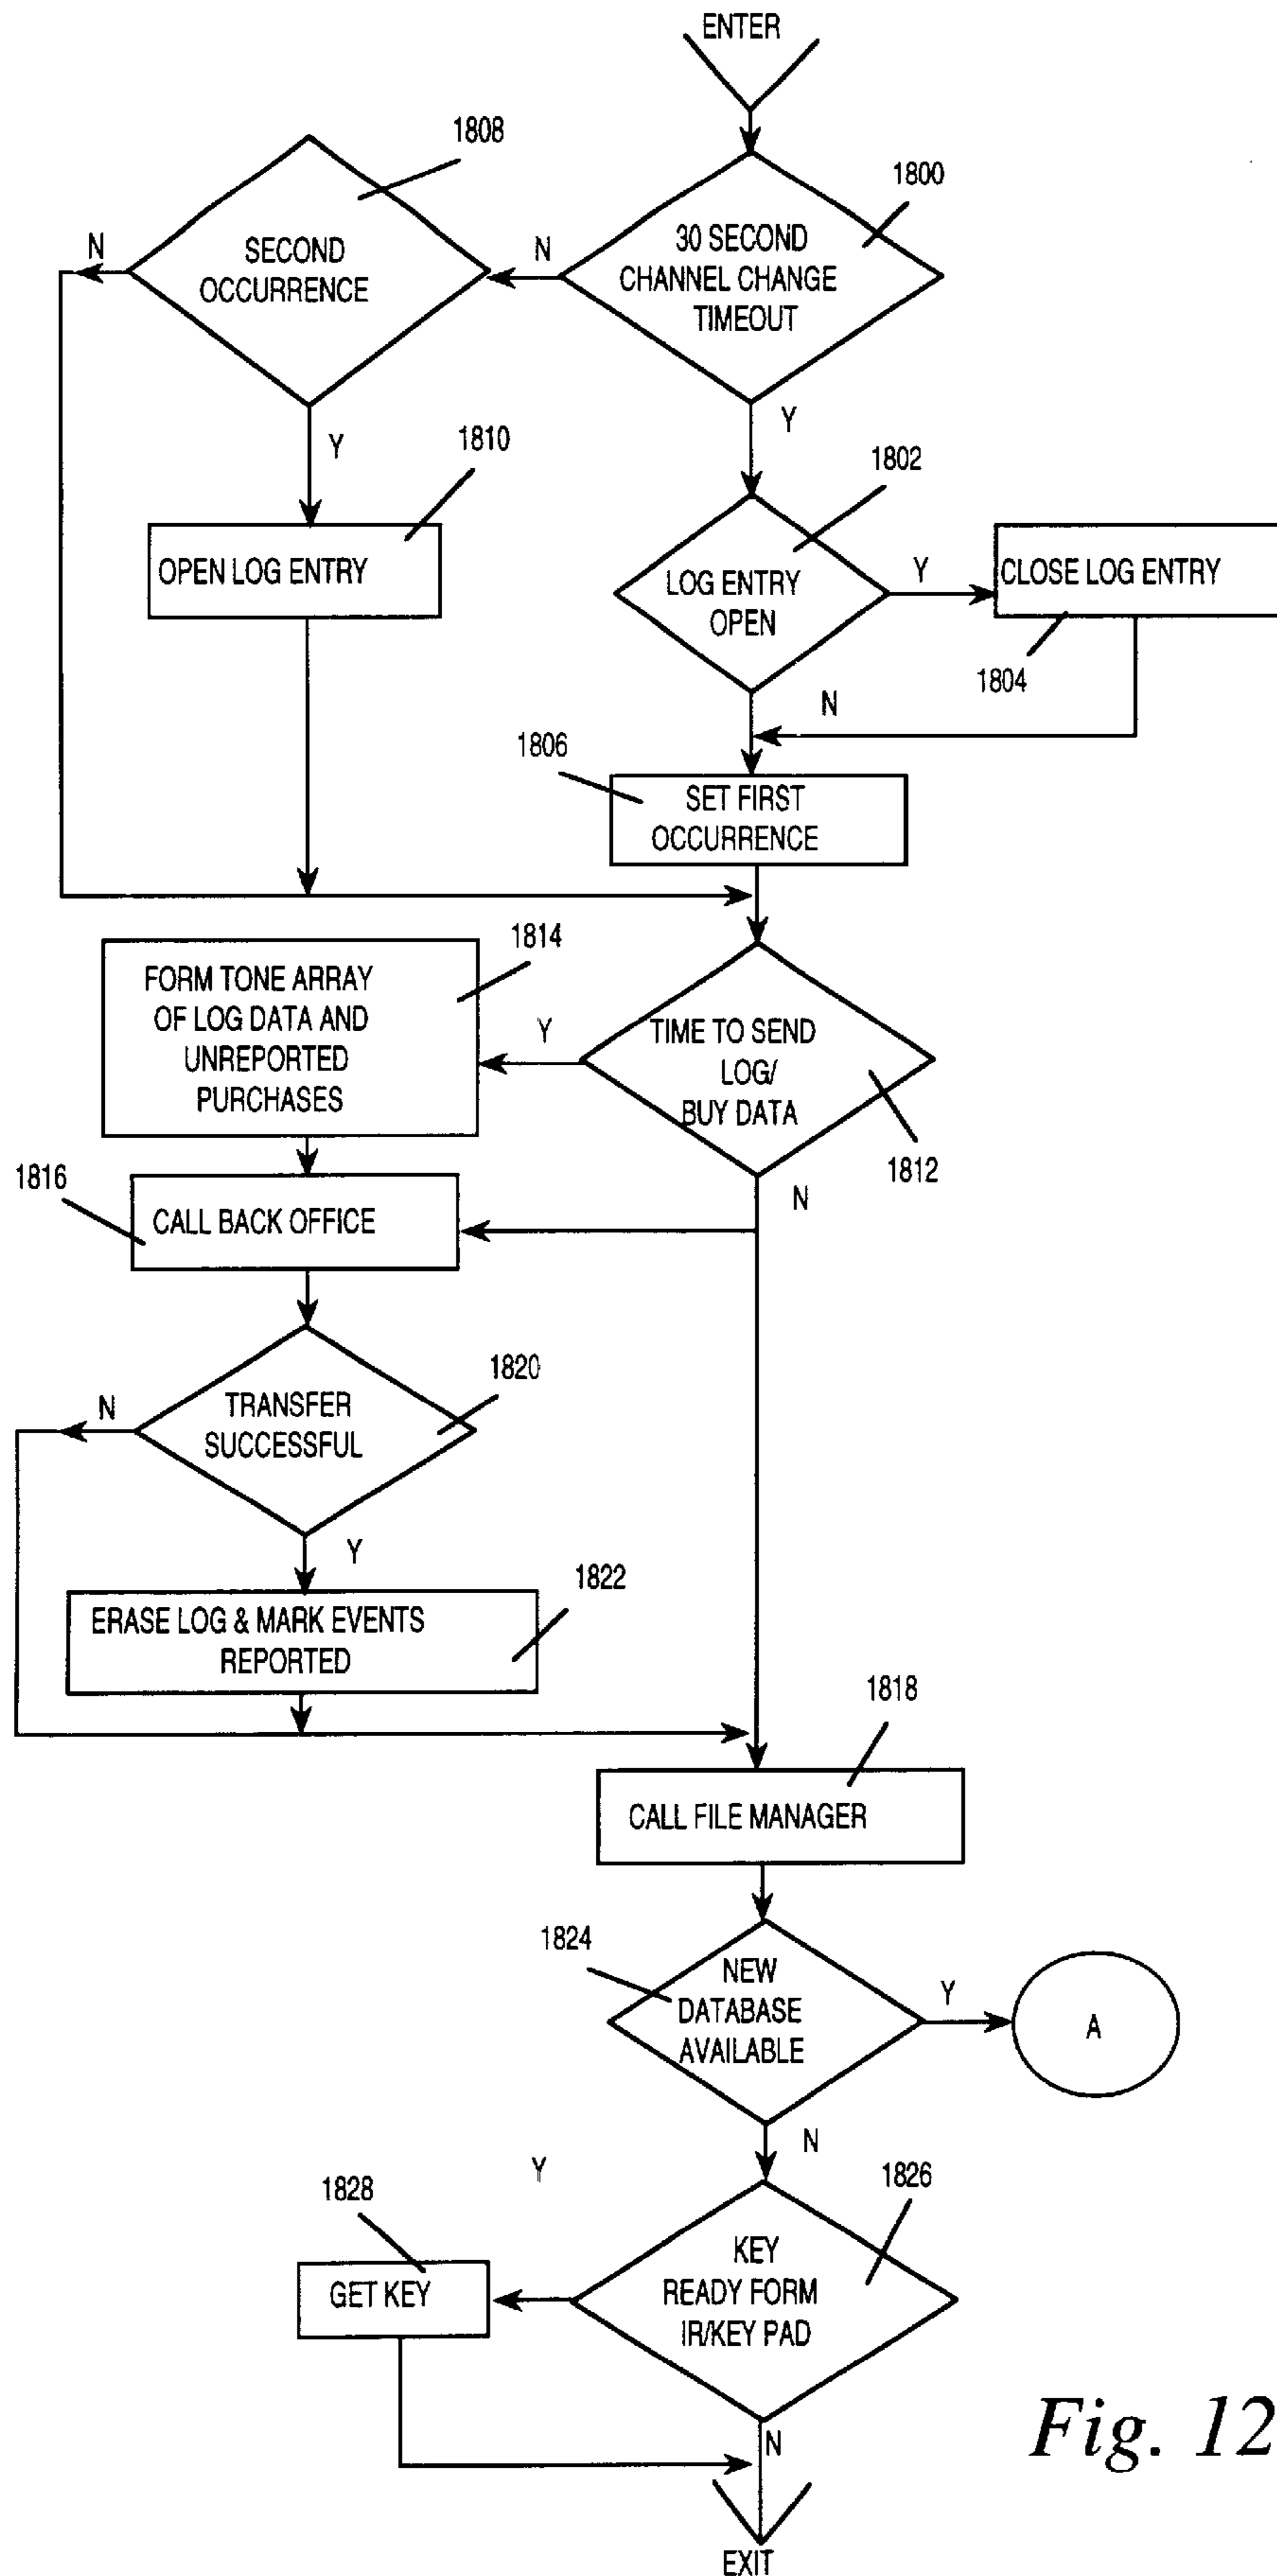 ENTER
1808
1800
SECOND
OCCURRENCE
N
N
30 SECOND
CHANNEL CHANGE
TIMEOUT
Y
Y
1810
1802
OPEN LOG ENTRY
LOG ENTRY
OPEN
Y
CLOSE LOG ENTRY
1804
N
1806
SET FIRST
OCCURRENCE
1814
FORM TONE ARRAY
OF LOG DATA AND
UNREPORTED
PURCHASES
Y
TIME TO SEND
LOG/
BUY DATA
1812
N
1816
CALL BACK OFFICE
1820
N
TRANSFER
SUCCESSFUL
Y
1822
ERASE LOG & MARK EVENTS
REPORTED
1818
CALL FILE MANAGER
1824
NEW
DATABASE
AVAILABLE
Y
A
N
Y
1828
1826
GET KEY
KEY
READY FORM
IR/KEY PAD
N
EXIT
Fig. 12